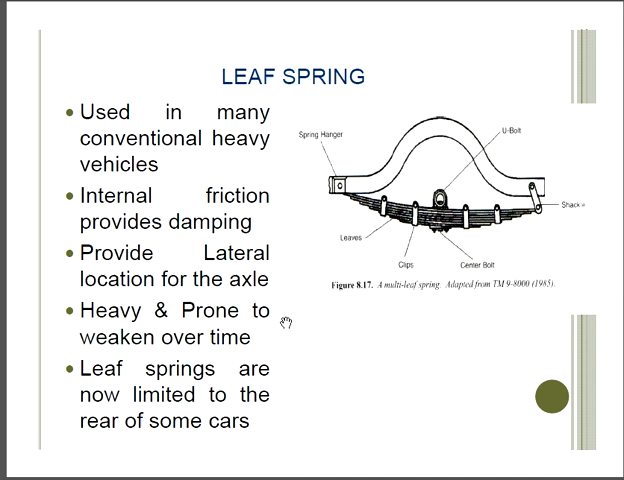 LEAF SPRING
Used in many
conventional heavy
vehicles
Internal friction
provides damping
Provide Lateral
location for the axle
Heavy & Prone to
weaken over time
Leaf springs are
now limited to the
rear of some cars
Spring Hanger
U-Bolt
Shackle
Leaves
Clips
Center Bolt
Figure 8.17. A multi-leaf spring. Adapted from TM 9-8000 (1985).